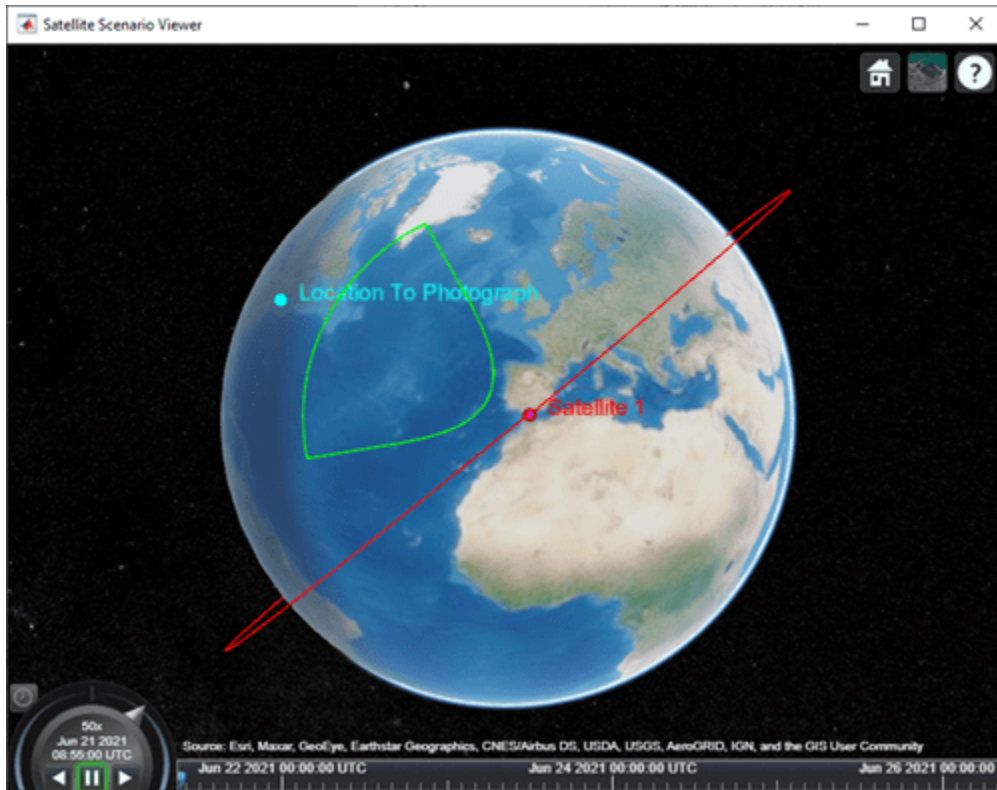 Satellite Scenario Viewer
?
Location To Photograph
Satellite 1
50x
Jun 21 2021
08:55:00 UTC
Source: Esri, Maxar, GeoEye, Earthstar Geographics, CNES/Airbus DS, USDA, USGS, AeroGRID, IGN, and the GIS User Community
Jun 22 2021 00:00:00 UTC
Jun 24 2021 00:00:00 UTC
Jun 26 2021 00:00:00